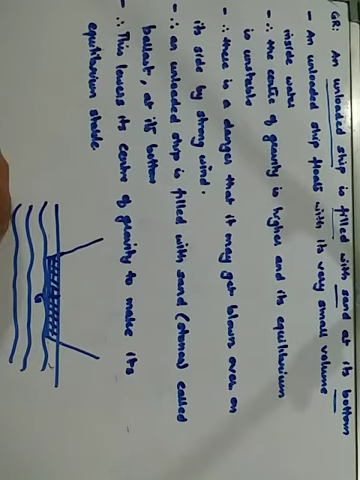 GR: An unloaded ship is filled with sand at its bottom
- An unloaded ship floats with its very small volume
inside water
- ∴ the centre of gravity is higher and its equilibrium
is unstable
- ∴ there is a danger that it may get blown over on
its side by strong wind.
- ∴ an unloaded ship is filled with sand (stones) called
ballast, at its bottom
- ∴ This lowers its centre of gravity to make its
equilibrium stable.
G